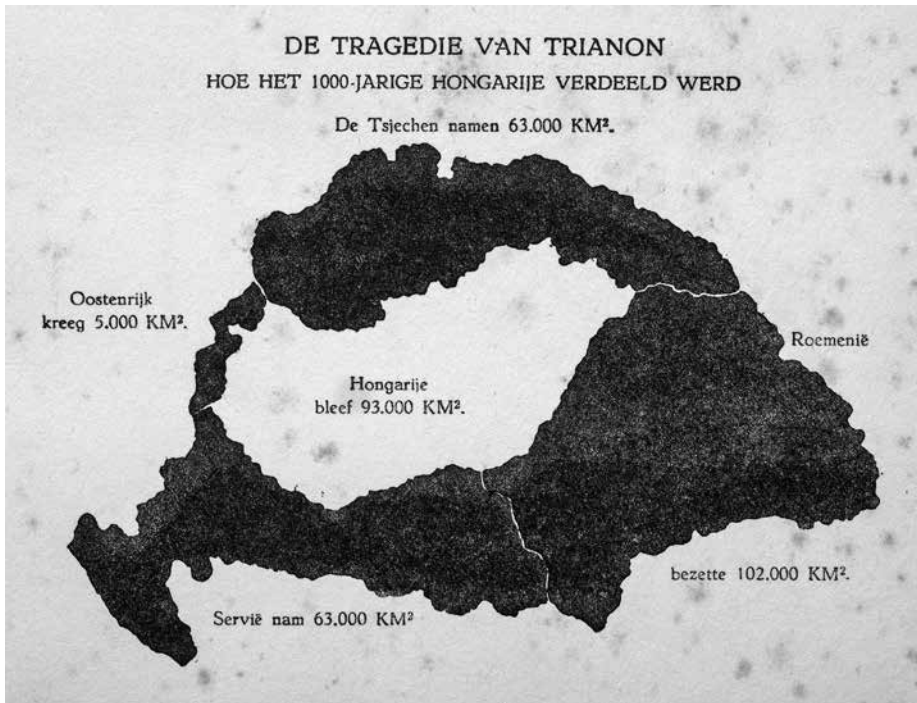 DE TRAGEDIE VAN TRIANON
HOE HET 1000-JARIGE HONGARIJE VERDEELD WERD
De Tsjechen namen 63.000 KM².
Oostenrijk
kreeg 5.000 KM².
Roemenië
Hongarije
bleef 93.000 KM².
bezette 102.000 KM².
Servië nam 63.000 KM²